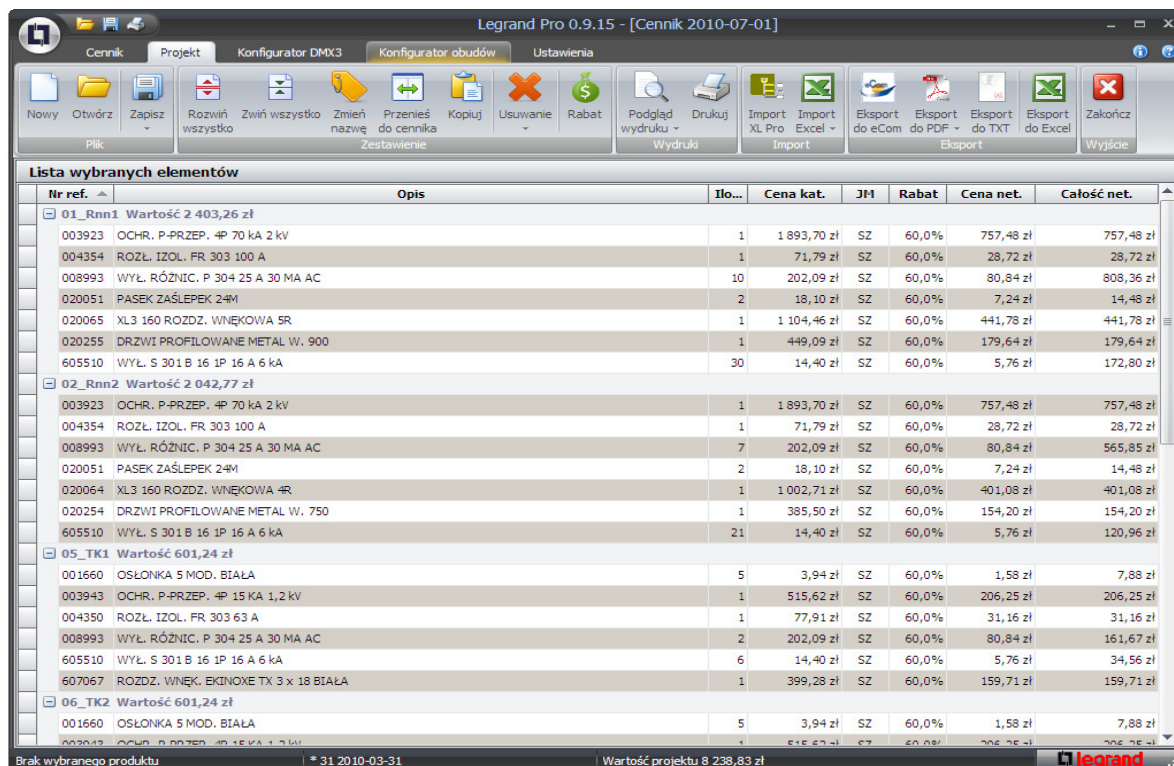 Legrand Pro 0.9.15 - [Cennik 2010-07-01]
Cennik Projekt Konfigurator DMX3 Konfigurator obudów Ustawienia
Nowy Otwórz Zapisz Rozwiń wszystko Zwiń wszystko Zmień nazwę Przenieś do cennika Kopiuj Usuwanie Rabat Podgląd wydruku Drukuj Import XL Pro Import Excel Eksport do eCom Eksport do PDF Eksport do TXT Eksport do Excel Zakończ
Plik Zestawienie Wydruki Import Eksport Wyjście
Lista wybranych elementów
Nr ref. Opis Ilo... Cena kat. JM Rabat Cena net. Całość net.
01_Rnn1 Wartość 2 403,26 zł
003923 OCHR. P-PRZEP. 4P 70 kA 2 kV 1 1 893,70 zł SZ 60,0% 757,48 zł 757,48 zł
004354 ROZŁ. IZOL. FR 303 100 A 1 71,79 zł SZ 60,0% 28,72 zł 28,72 zł
008993 WYŁ. RÓŻNIC. P 304 25 A 30 MA AC 10 202,09 zł SZ 60,0% 80,84 zł 808,36 zł
020051 PASEK ZAŚLEPEK 24M 2 18,10 zł SZ 60,0% 7,24 zł 14,48 zł
020065 XL3 160 ROZDZ. WNĘKOWA 5R 1 1 104,46 zł SZ 60,0% 441,78 zł 441,78 zł
020255 DRZWI PROFILOWANE METAL W. 900 1 449,09 zł SZ 60,0% 179,64 zł 179,64 zł
605510 WYŁ. S 301 B 16 1P 16 A 6 kA 30 14,40 zł SZ 60,0% 5,76 zł 172,80 zł
02_Rnn2 Wartość 2 042,77 zł
003923 OCHR. P-PRZEP. 4P 70 kA 2 kV 1 1 893,70 zł SZ 60,0% 757,48 zł 757,48 zł
004354 ROZŁ. IZOL. FR 303 100 A 1 71,79 zł SZ 60,0% 28,72 zł 28,72 zł
008993 WYŁ. RÓŻNIC. P 304 25 A 30 MA AC 7 202,09 zł SZ 60,0% 80,84 zł 565,85 zł
020051 PASEK ZAŚLEPEK 24M 2 18,10 zł SZ 60,0% 7,24 zł 14,48 zł
020064 XL3 160 ROZDZ. WNĘKOWA 4R 1 1 002,71 zł SZ 60,0% 401,08 zł 401,08 zł
020254 DRZWI PROFILOWANE METAL W. 750 1 385,50 zł SZ 60,0% 154,20 zł 154,20 zł
605510 WYŁ. S 301 B 16 1P 16 A 6 kA 21 14,40 zł SZ 60,0% 5,76 zł 120,96 zł
05_TK1 Wartość 601,24 zł
001660 OSŁONKA 5 MOD. BIAŁA 5 3,94 zł SZ 60,0% 1,58 zł 7,88 zł
003943 OCHR. P-PRZEP. 4P 15 KA 1,2 kV 1 515,62 zł SZ 60,0% 206,25 zł 206,25 zł
004350 ROZŁ. IZOL. FR 303 63 A 1 77,91 zł SZ 60,0% 31,16 zł 31,16 zł
008993 WYŁ. RÓŻNIC. P 304 25 A 30 MA AC 2 202,09 zł SZ 60,0% 80,84 zł 161,67 zł
605510 WYŁ. S 301 B 16 1P 16 A 6 kA 6 14,40 zł SZ 60,0% 5,76 zł 34,56 zł
607067 ROZDZ. WNĘK. EKINOXE TX 3 x 18 BIAŁA 1 399,28 zł SZ 60,0% 159,71 zł 159,71 zł
06_TK2 Wartość 601,24 zł
001660 OSŁONKA 5 MOD. BIAŁA 5 3,94 zł SZ 60,0% 1,58 zł 7,88 zł
003943 OCHR. P-PRZEP. 4P 15 KA 1,2 kV 1 515,62 zł SZ 60,0% 206,25 zł 206,25 zł
Brak wybranego produktu * 31 2010-03-31 Wartość projektu 8 238,83 zł legrand